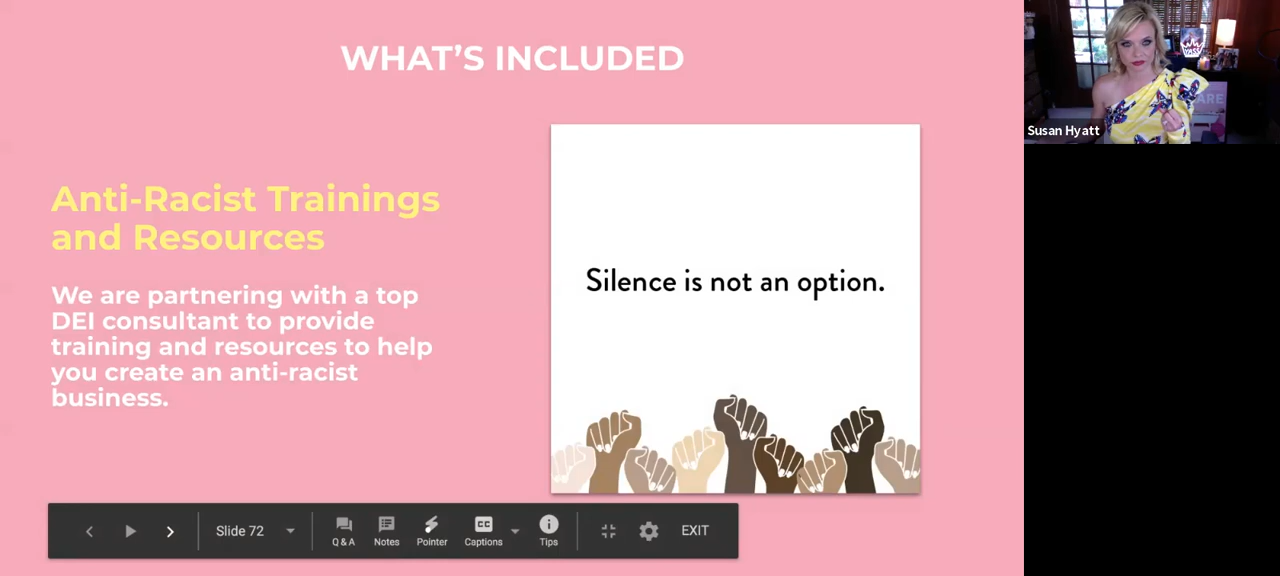 WHAT'S INCLUDED
Anti-Racist Trainings
and Resources
We are partnering with a top
DEI consultant to provide
training and resources to help
you create an anti-racist
business.
Silence is not an option.
Susan Hyatt
Slide 72
Q & A
Notes
Pointer
CC
Captions
Tips
EXIT